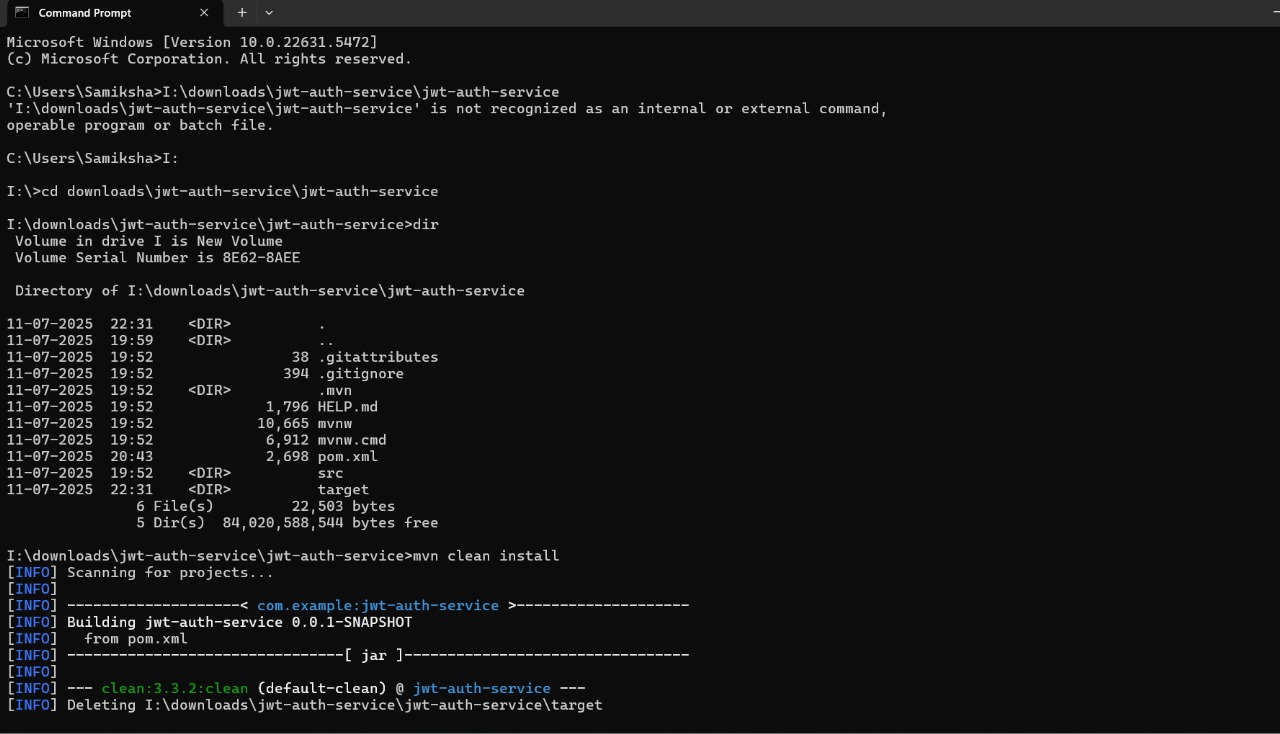 Command Prompt
Microsoft Windows [Version 10.0.22631.5472]
(c) Microsoft Corporation. All rights reserved.
C:\Users\Samiksha>I:\downloads\jwt-auth-service\jwt-auth-service
'I:\downloads\jwt-auth-service\jwt-auth-service' is not recognized as an internal or external command,
operable program or batch file.
C:\Users\Samiksha>I:
I:\>cd downloads\jwt-auth-service\jwt-auth-service
I:\downloads\jwt-auth-service\jwt-auth-service>dir
 Volume in drive I is New Volume
 Volume Serial Number is 8E62-8AEE
 Directory of I:\downloads\jwt-auth-service\jwt-auth-service
11-07-2025  22:31    <DIR>          .
11-07-2025  19:59    <DIR>          ..
11-07-2025  19:52                38 .gitattributes
11-07-2025  19:52               394 .gitignore
11-07-2025  19:52    <DIR>          .mvn
11-07-2025  19:52             1,796 HELP.md
11-07-2025  19:52            10,665 mvnw
11-07-2025  19:52             6,912 mvnw.cmd
11-07-2025  20:43             2,698 pom.xml
11-07-2025  19:52    <DIR>          src
11-07-2025  22:31    <DIR>          target
               6 File(s)         22,503 bytes
               5 Dir(s)  84,020,588,544 bytes free
I:\downloads\jwt-auth-service\jwt-auth-service>mvn clean install
[INFO] Scanning for projects...
[INFO]
[INFO] --------------------< com.example:jwt-auth-service >--------------------
[INFO] Building jwt-auth-service 0.0.1-SNAPSHOT
[INFO]   from pom.xml
[INFO] --------------------------------[ jar ]---------------------------------
[INFO]
[INFO] --- clean:3.3.2:clean (default-clean) @ jwt-auth-service ---
[INFO] Deleting I:\downloads\jwt-auth-service\jwt-auth-service\target